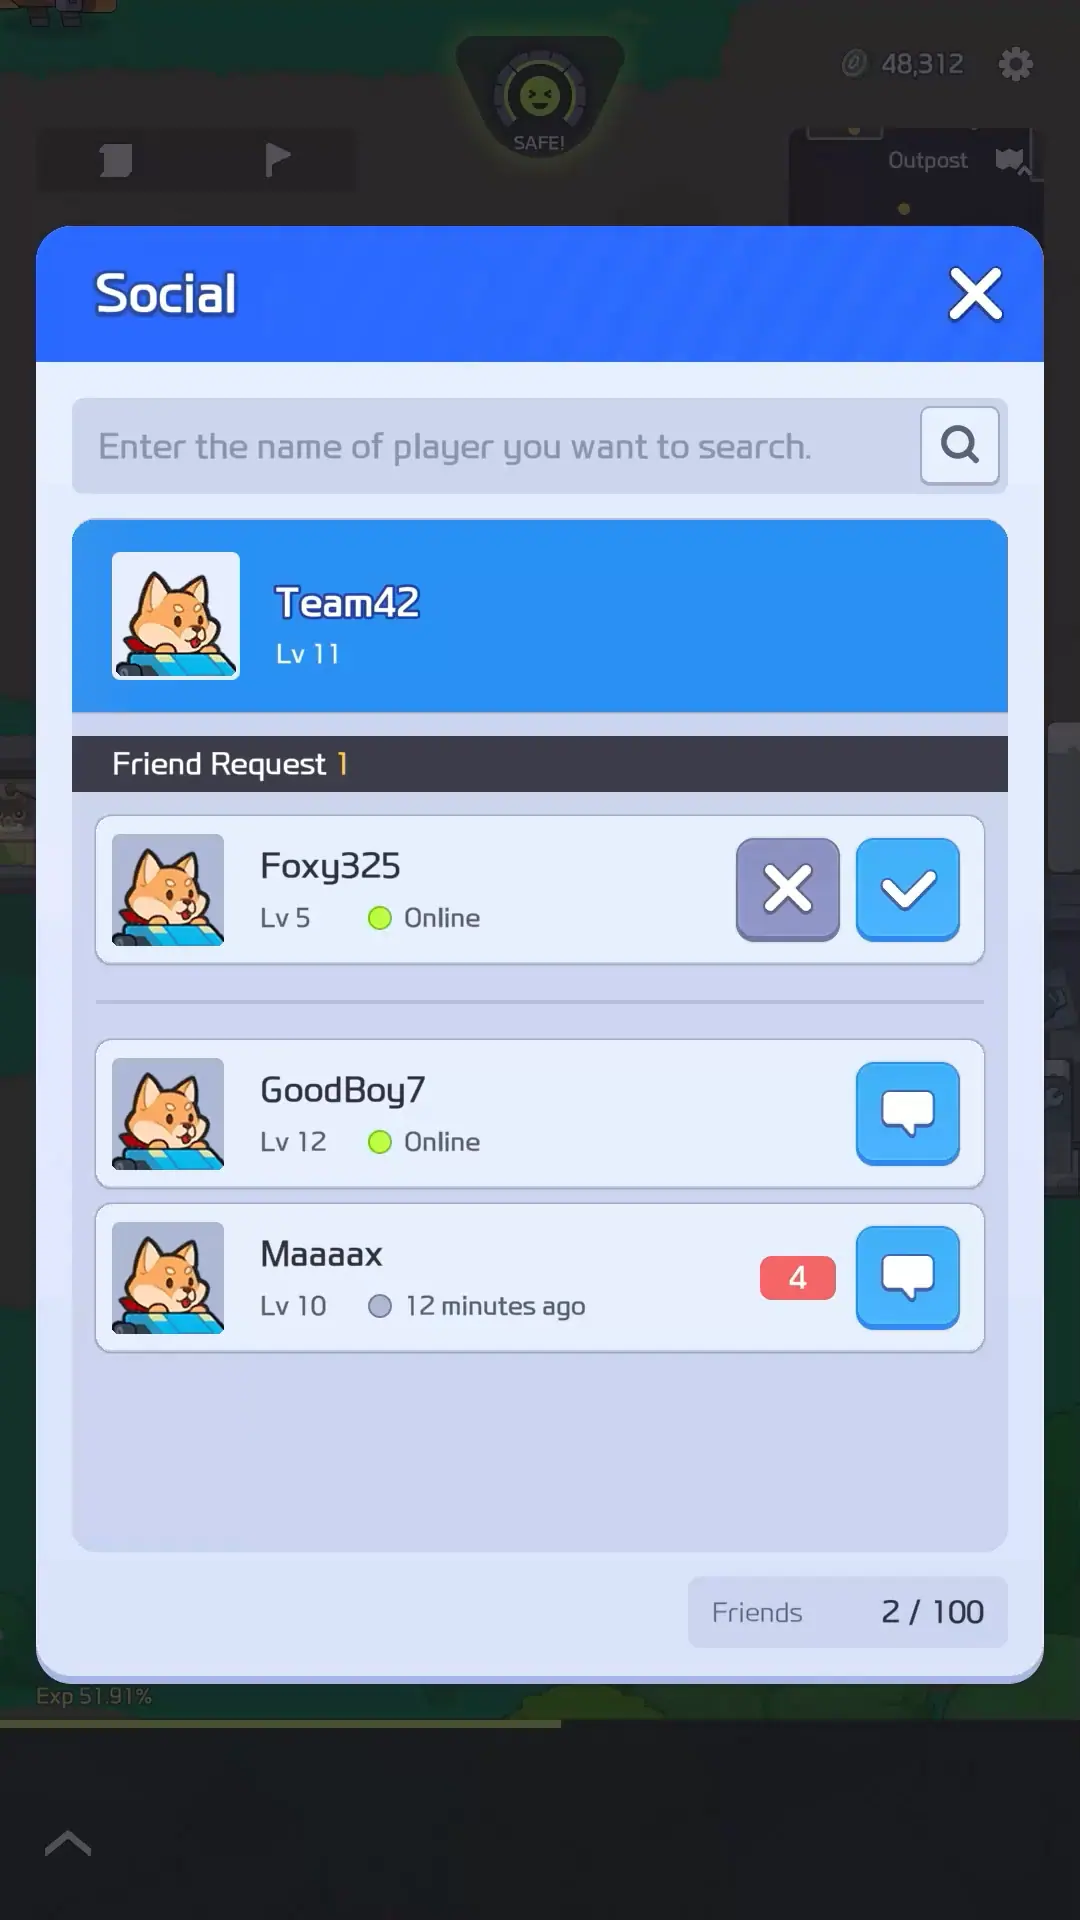 48,312
SAFE!
Outpost
Social
Enter the name of player you want to search.
Team42
Lv 11
Friend Request 1
Foxy325
Lv 5 Online
GoodBoy7
Lv 12 Online
Maaaax
Lv 10 12 minutes ago
4
Friends 2 / 100
Exp 51.91%